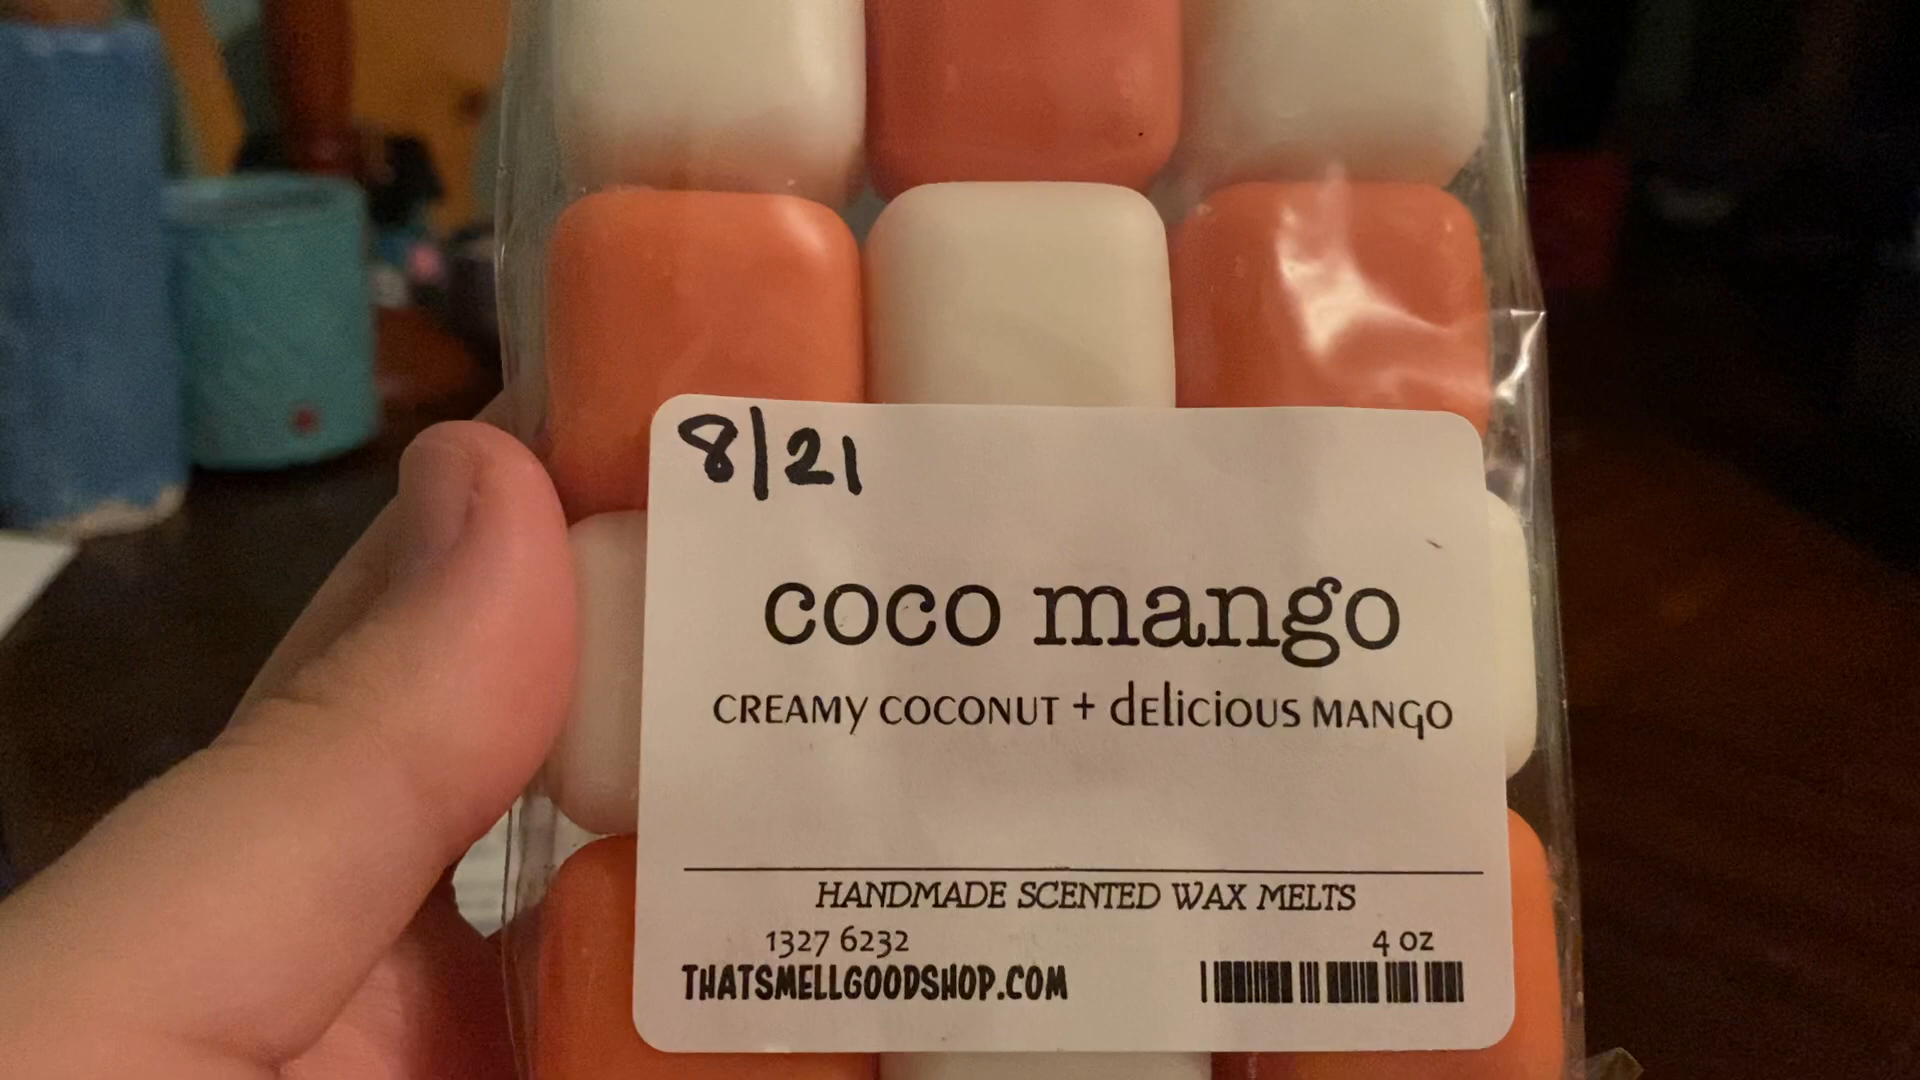 8/21
coco mango
CREAMY COCONUT + dElicious MANGO
HANDMADE SCENTED WAX MELTS
1327 6232
4 oz
THATSMELLGOODSHOP.COM